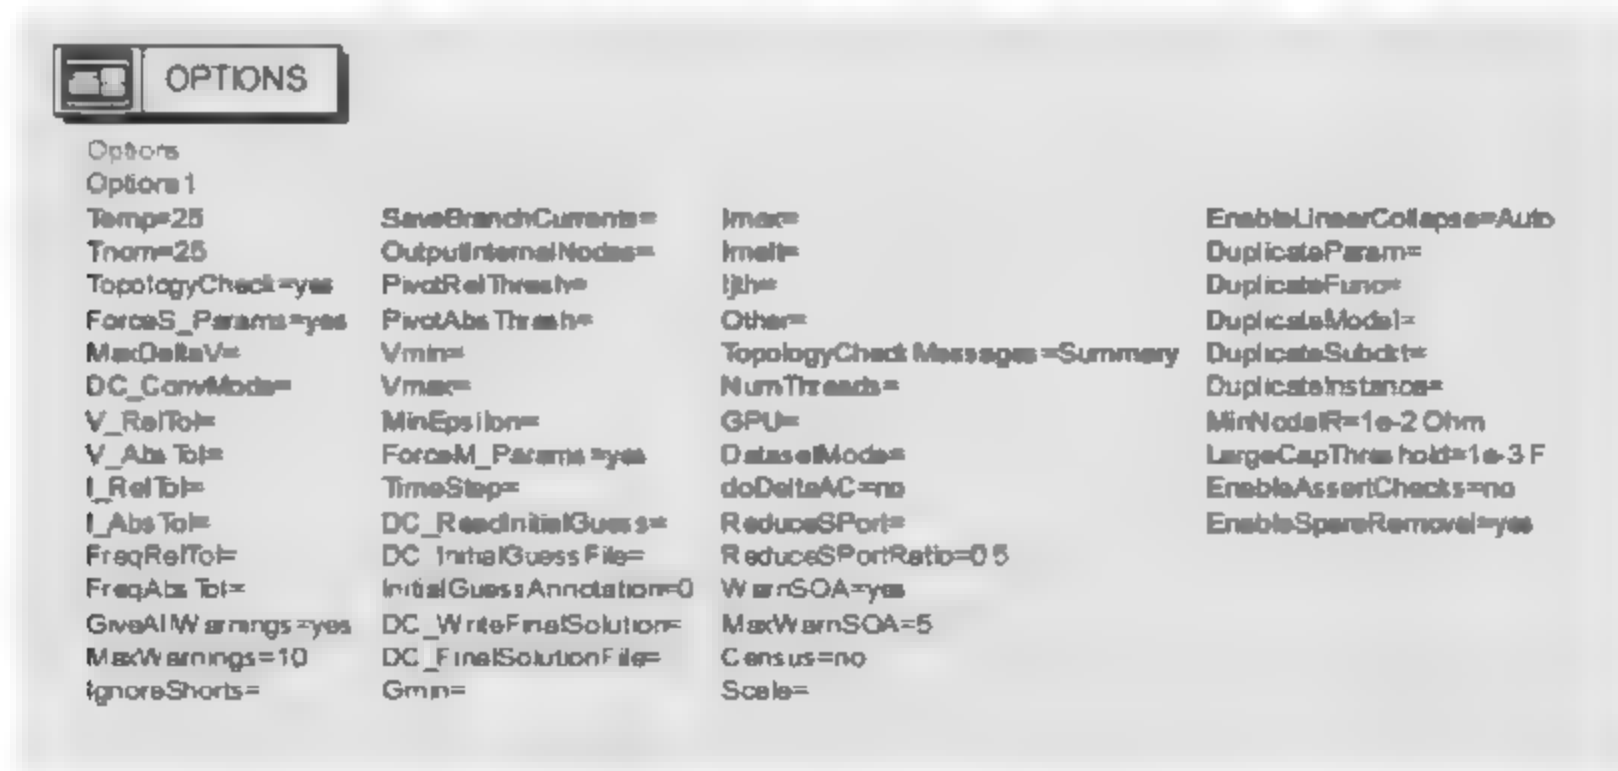 OPTIONS
Options
Options1
Temp=25
Tnom=25
TopologyCheck=yes
ForceS_Params=yes
MaxDeltaV=
DC_ConvMode=
V_RelTol=
V_AbsTol=
I_RelTol=
I_AbsTol=
FreqRelTol=
FreqAbsTol=
GiveAllWarnings=yes
MaxWarnings=10
IgnoreShorts=
SaveBranchCurrents=
OutputInternalNodes=
PivotRelThresh=
PivotAbsThresh=
Vmin=
Vmax=
MinEpsilon=
ForceM_Params=yes
TimeStep=
DC_ReadInitialGuess=
DC_InitialGuessFile=
InitialGuessAnnotation=0
DC_WriteFinalSolution=
DC_FinalSolutionFile=
Gmin=
Imax=
Imelt=
Ijth=
Other=
TopologyCheckMessages=Summary
NumThreads=
GPU=
DatasetMode=
doDeltaAC=no
ReduceSPort=
ReduceSPortRatio=0.5
WarnSOA=yes
MaxWarnSOA=5
Census=no
Scale=
EnableLinearCollapse=Auto
DuplicateParam=
DuplicateFunc=
DuplicateModel=
DuplicateSubckt=
DuplicateInstance=
MinNodalR=1e-2 Ohm
LargeCapThreshold=1e-3 F
EnableAssertChecks=no
EnableSpareRemoval=yes